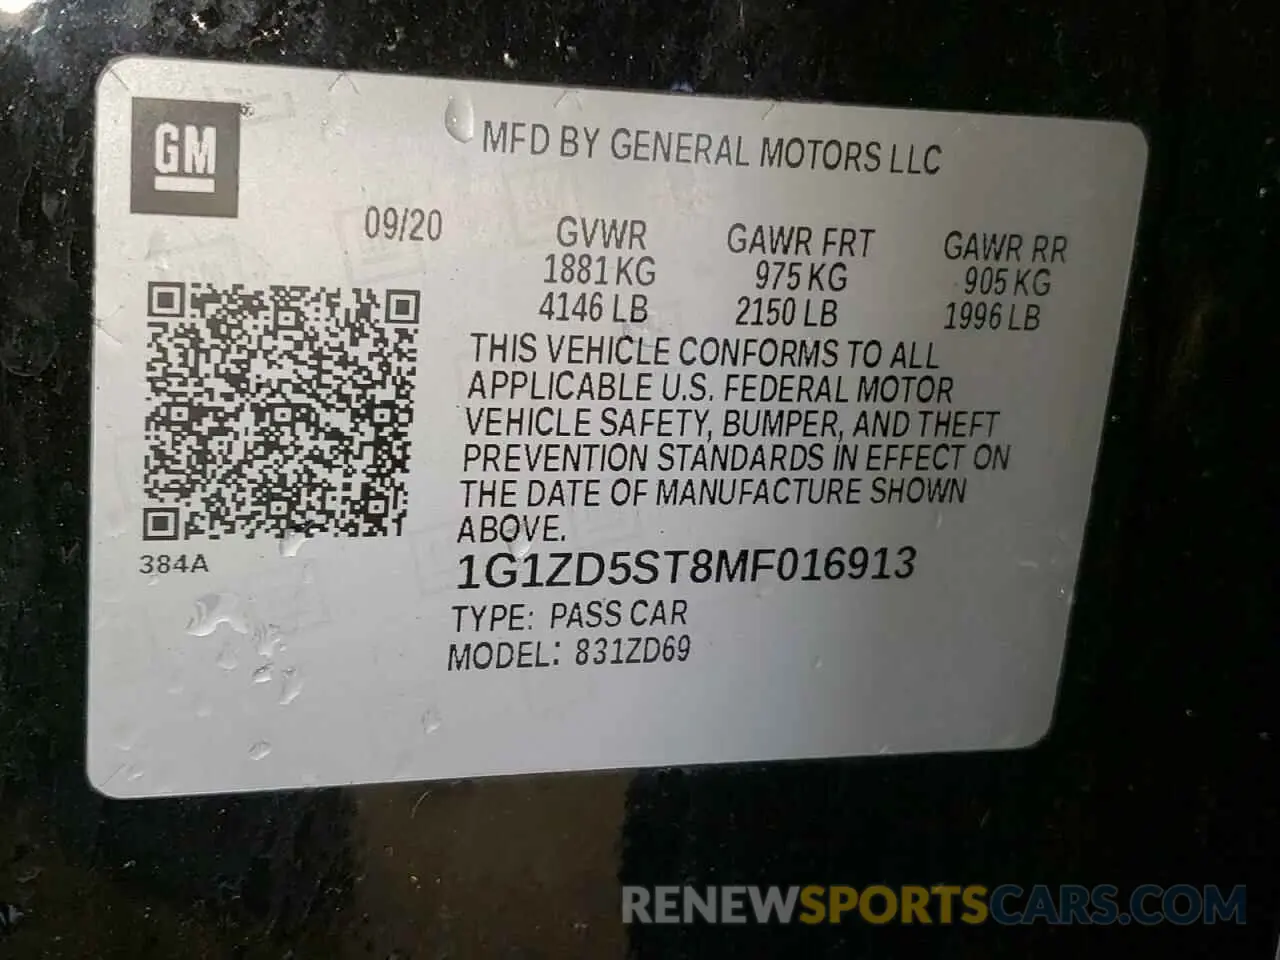 GM
MFD BY GENERAL MOTORS LLC
09/20
GVWR GAWR FRT GAWR RR
1881 KG 975 KG 905 KG
4146 LB 2150 LB 1996 LB
THIS VEHICLE CONFORMS TO ALL
APPLICABLE U.S. FEDERAL MOTOR
VEHICLE SAFETY, BUMPER, AND THEFT
PREVENTION STANDARDS IN EFFECT ON
THE DATE OF MANUFACTURE SHOWN
ABOVE.
384A
1G1ZD5ST8MF016913
TYPE: PASS CAR
MODEL: 831ZD69
RENEWSPORTSCARS.COM